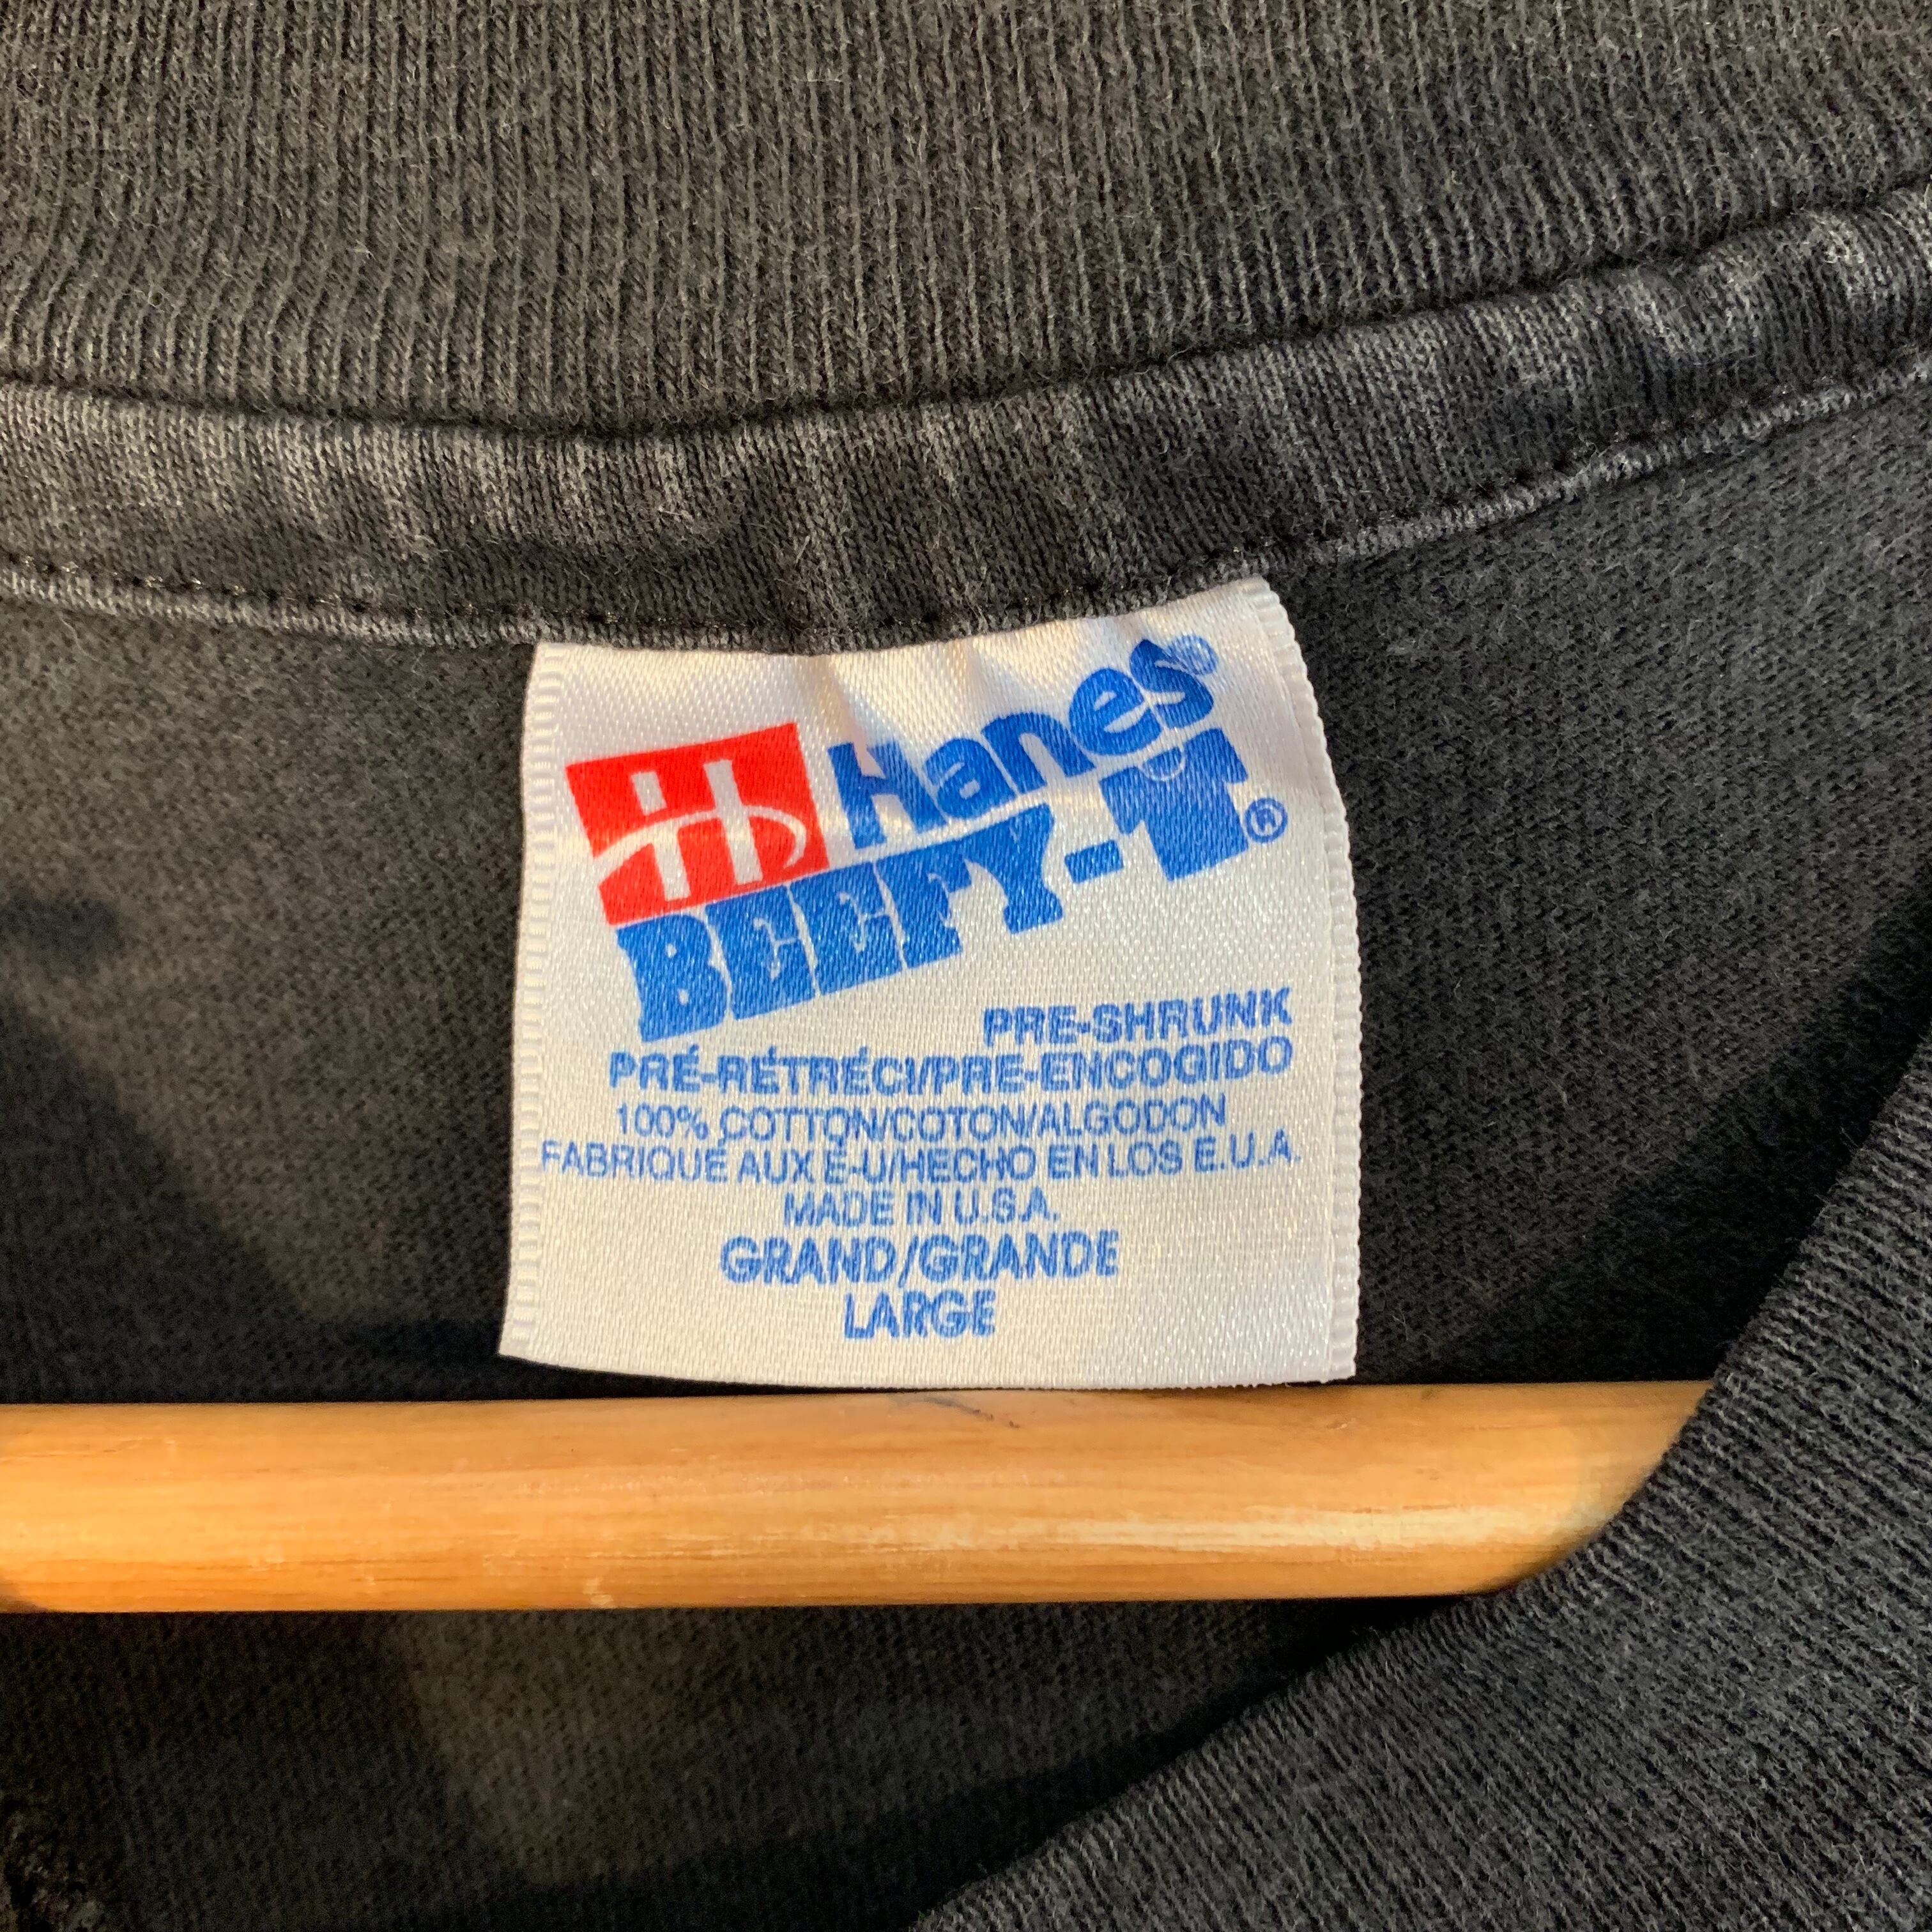 H Hanes®
BEEFY-T.®
PRE-SHRUNK
PRÉ-RÉTRÉCI/PRE-ENCOGIDO
100% COTTON/COTON/ALGODON
FABRIQUÉ AUX É-U/HECHO EN LOS E.U.A.
MADE IN U.S.A.
GRAND/GRANDE
LARGE